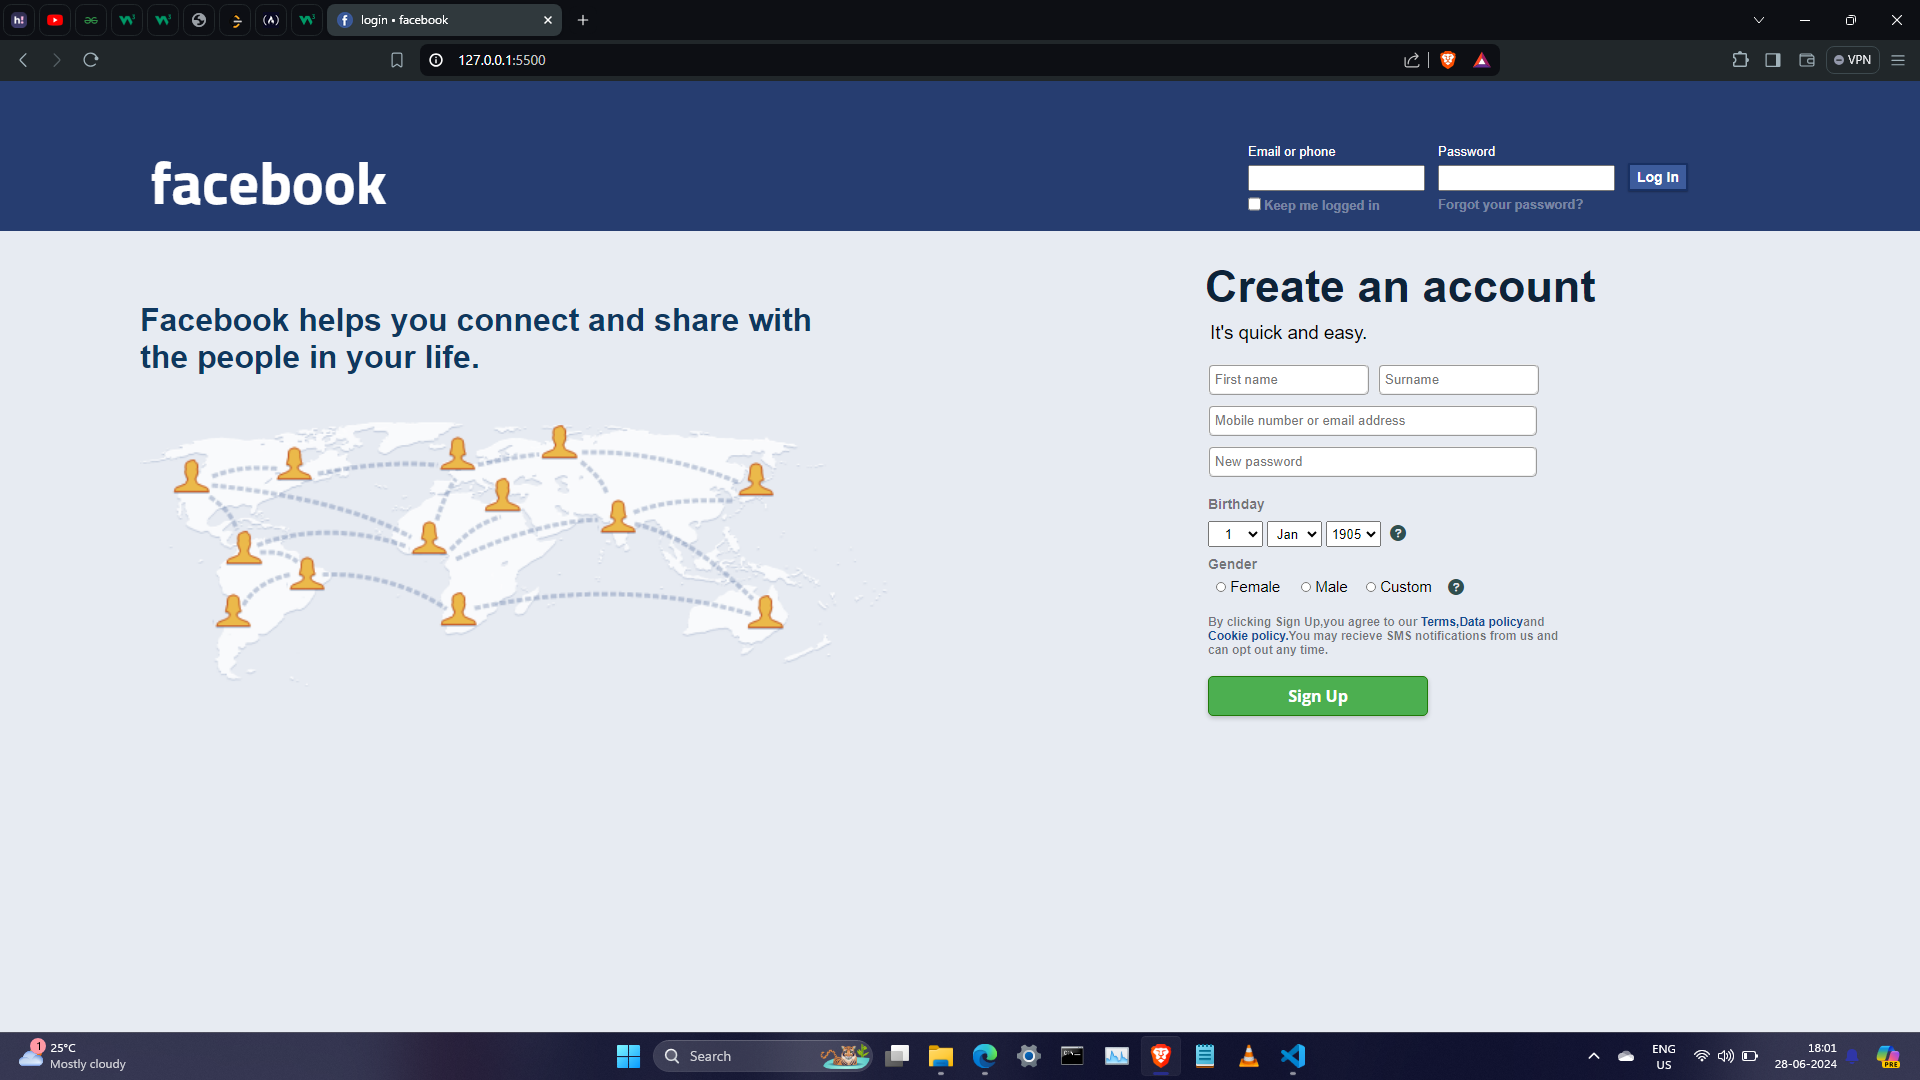 login • facebook
127.0.0.1:5500
VPN
facebook
Email or phone
Password
Log In
Keep me logged in
Forgot your password?
Create an account
It's quick and easy.
Facebook helps you connect and share with
the people in your life.
First name
Surname
Mobile number or email address
New password
Birthday
1
Jan
1905
?
Gender
Female
Male
Custom
?
By clicking Sign Up,you agree to our Terms,Data policyand
Cookie policy.You may recieve SMS notifications from us and
can opt out any time.
Sign Up
1
25°C
Mostly cloudy
Search
ENG
US
18:01
28-06-2024
PRE